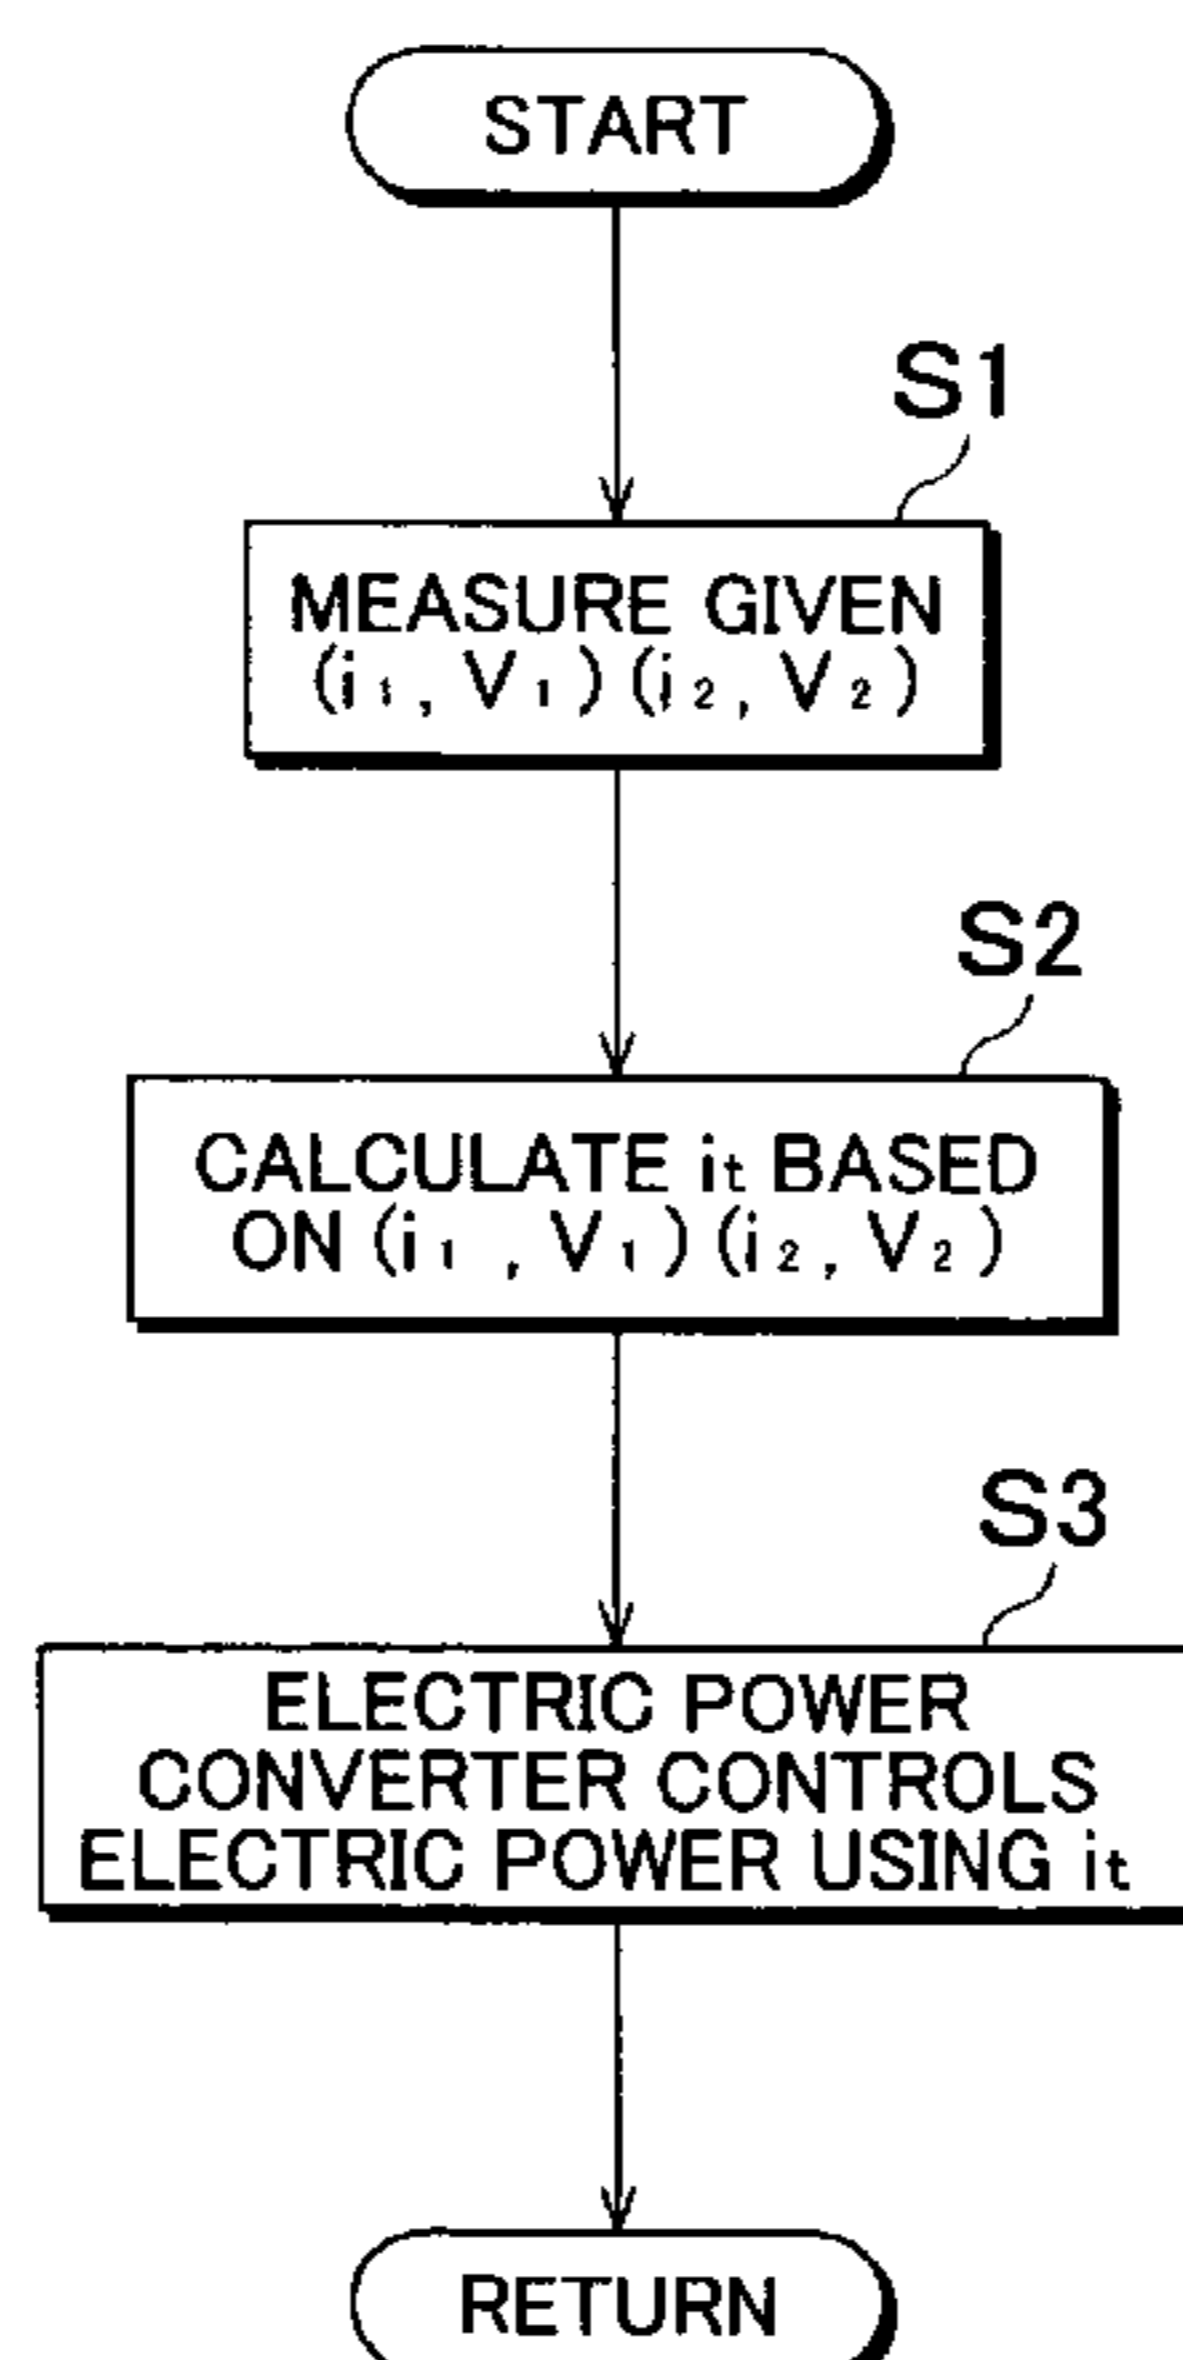 START
S1
MEASURE GIVEN
(i₁, V₁)(i₂, V₂)
S2
CALCULATE it BASED
ON (i₁, V₁)(i₂, V₂)
S3
ELECTRIC POWER
CONVERTER CONTROLS
ELECTRIC POWER USING it
RETURN